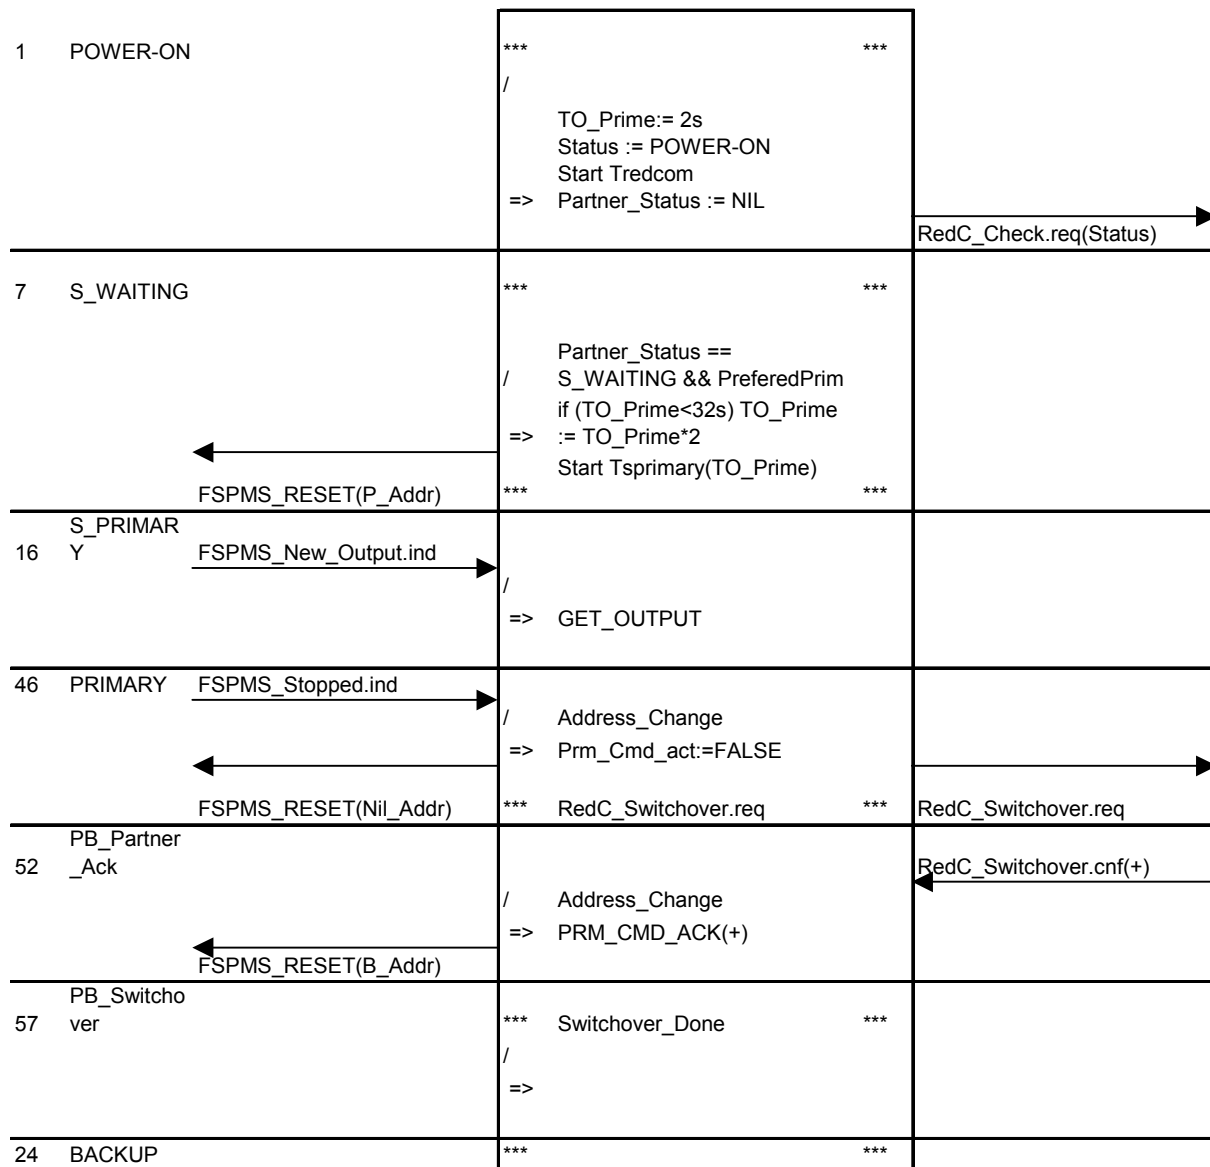 1 POWER-ON *** ***
/
TO_Prime:= 2s
Status := POWER-ON
Start Tredcom
=> Partner_Status := NIL
RedC_Check.req(Status)
7 S_WAITING *** ***
Partner_Status ==
/ S_WAITING && PreferedPrim
if (TO_Prime<32s) TO_Prime
=> := TO_Prime*2
Start Tsprimary(TO_Prime)
FSPMS_RESET(P_Addr) *** ***
S_PRIMAR
16 Y FSPMS_New_Output.ind
/
=> GET_OUTPUT
46 PRIMARY FSPMS_Stopped.ind
/ Address_Change
=> Prm_Cmd_act:=FALSE
FSPMS_RESET(Nil_Addr) *** RedC_Switchover.req *** RedC_Switchover.req
PB_Partner
52 _Ack RedC_Switchover.cnf(+)
/ Address_Change
=> PRM_CMD_ACK(+)
FSPMS_RESET(B_Addr)
PB_Switcho
57 ver *** Switchover_Done ***
/
=>
24 BACKUP *** ***